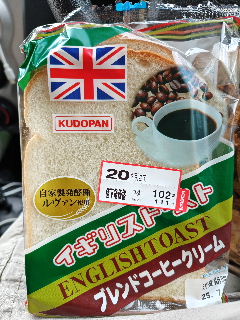 KUDOPAN
20
102
111
自家製発酵種
ルヴァン使用
イギリストースト
ENGLISH TOAST
ブレンドコーヒークリーム